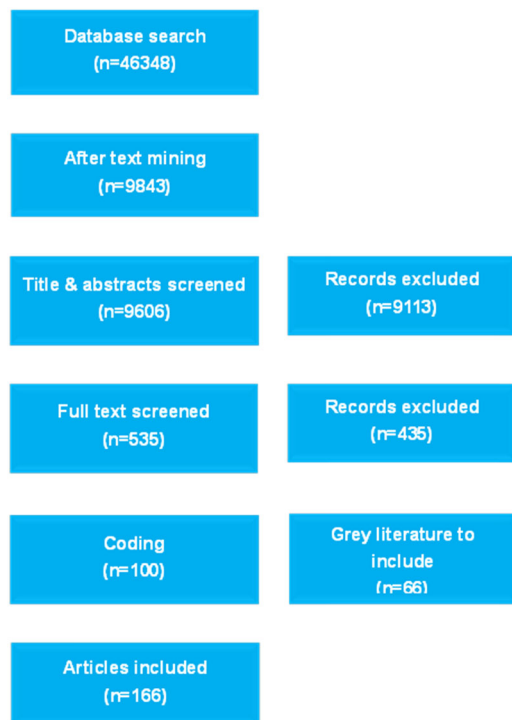 Database search
(n=46348)
After text mining
(n=9843)
Title & abstracts screened
(n=9606)
Records excluded
(n=9113)
Full text screened
(n=535)
Records excluded
(n=435)
Coding
(n=100)
Grey literature to
include
(n=66)
Articles included
(n=166)